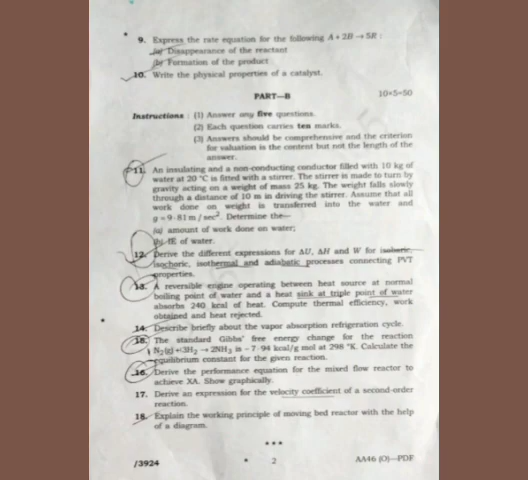 9. Express the rate equation for the following A + 2B → 5R :
(a) Disappearance of the reactant
(b) Formation of the product
10. Write the physical properties of a catalyst.
PART—B 10×5=50
Instructions : (1) Answer any five questions.
(2) Each question carries ten marks.
(3) Answers should be comprehensive and the criterion
for valuation is the content but not the length of the
answer.
11. An insulating and a non-conducting conductor filled with 10 kg of
water at 20 °C is fitted with a stirrer. The stirrer is made to turn by
gravity acting on a weight of mass 25 kg. The weight falls slowly
through a distance of 10 m in driving the stirrer. Assume that all
work done on weight is transferred into the water and
g = 9·81 m / sec². Determine the—
(a) amount of work done on water;
(b) IE of water.
12. Derive the different expressions for ΔU, ΔH and W for isobaric,
isochoric, isothermal and adiabatic processes connecting PVT
properties.
13. A reversible engine operating between heat source at normal
boiling point of water and a heat sink at triple point of water
absorbs 240 kcal of heat. Compute thermal efficiency, work
obtained and heat rejected.
14. Describe briefly about the vapor absorption refrigeration cycle.
15. The standard Gibbs' free energy change for the reaction
N₂(g) + 3H₂ → 2NH₃ is – 7·94 kcal/g mol at 298 °K. Calculate the
equilibrium constant for the given reaction.
16. Derive the performance equation for the mixed flow reactor to
achieve XA. Show graphically.
17. Derive an expression for the velocity coefficient of a second-order
reaction.
18. Explain the working principle of moving bed reactor with the help
of a diagram.
★★★
/3924 2 AA46 (O)—PDF